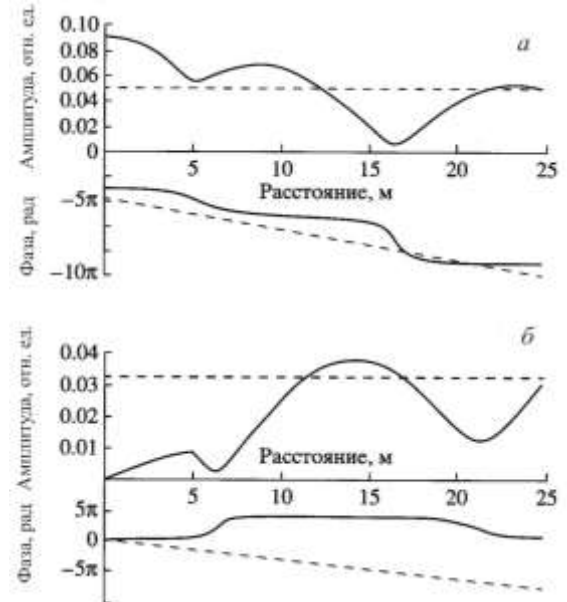 а
Амплитуда, отн. ед.
0.10
0.08
0.06
0.04
0.02
0
5 10 15 20 25
Расстояние, м
Фаза, рад
−5π
−10π
б
Амплитуда, отн. ед.
0.04
0.03
0.02
0.01
Расстояние, м
5 10 15 20 25
Фаза, рад
5π
0
−5π